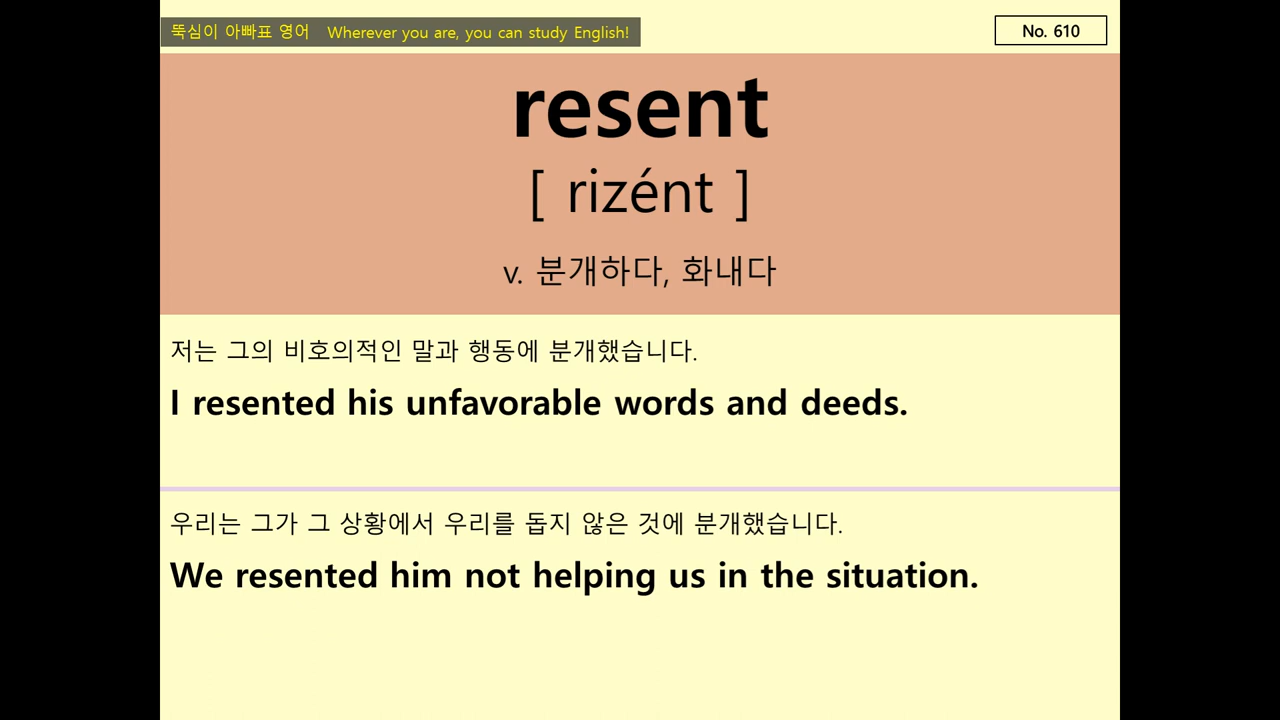 뚝심이 아빠표 영어 Wherever you are, you can study English!
No. 610
resent
[ rizént ]
v. 분개하다, 화내다
저는 그의 비호의적인 말과 행동에 분개했습니다.
I resented his unfavorable words and deeds.
우리는 그가 그 상황에서 우리를 돕지 않은 것에 분개했습니다.
We resented him not helping us in the situation.